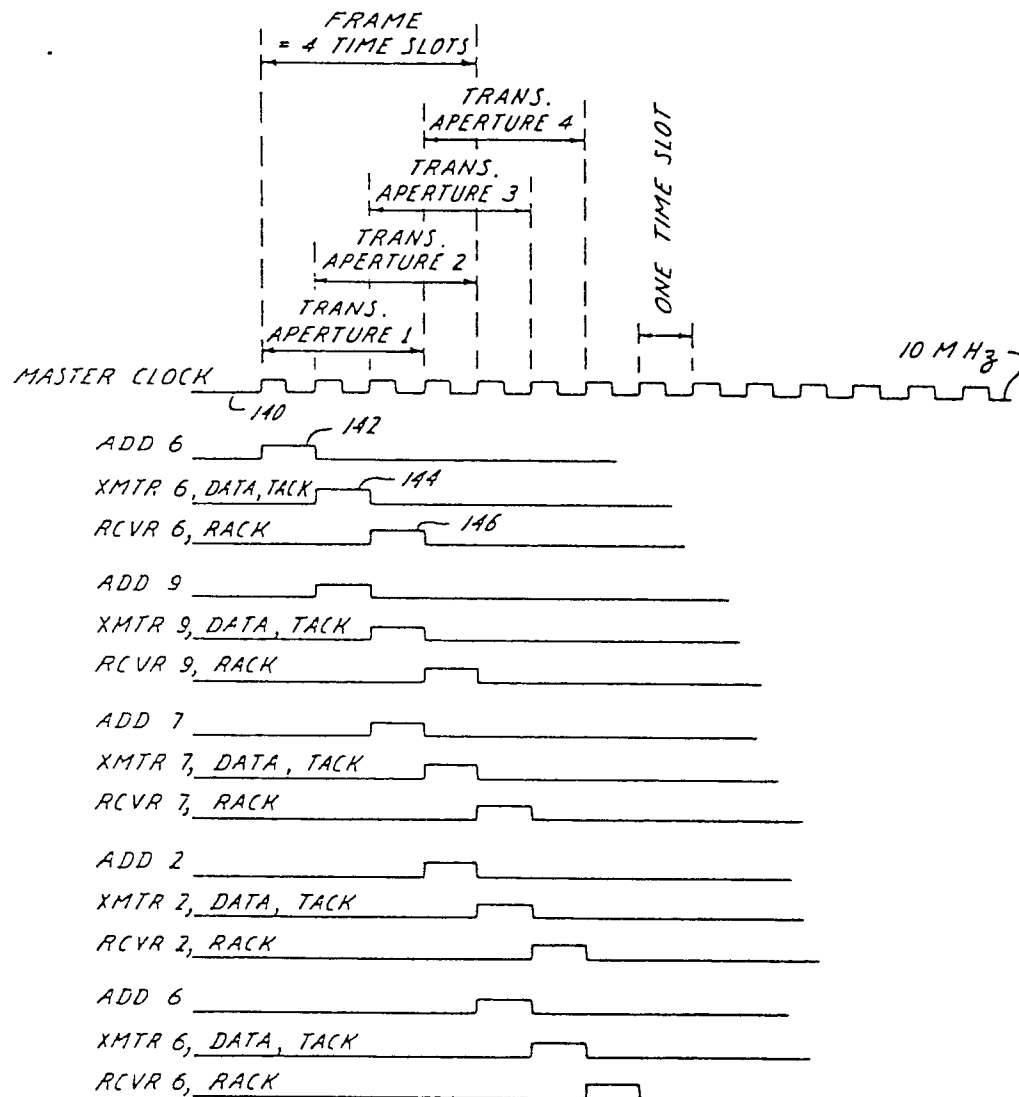 FRAME
= 4 TIME SLOTS
TRANS.
APERTURE 4
TRANS.
APERTURE 3
TRANS.
APERTURE 2
TRANS.
APERTURE 1
ONE TIME SLOT
10 MHz
MASTER CLOCK
140
ADD 6
142
XMTR 6, DATA, TACK
144
RCVR 6, RACK
146
ADD 9
XMTR 9, DATA, TACK
RCVR 9, RACK
ADD 7
XMTR 7, DATA, TACK
RCVR 7, RACK
ADD 2
XMTR 2, DATA, TACK
RCVR 2, RACK
ADD 6
XMTR 6, DATA, TACK
RCVR 6, RACK